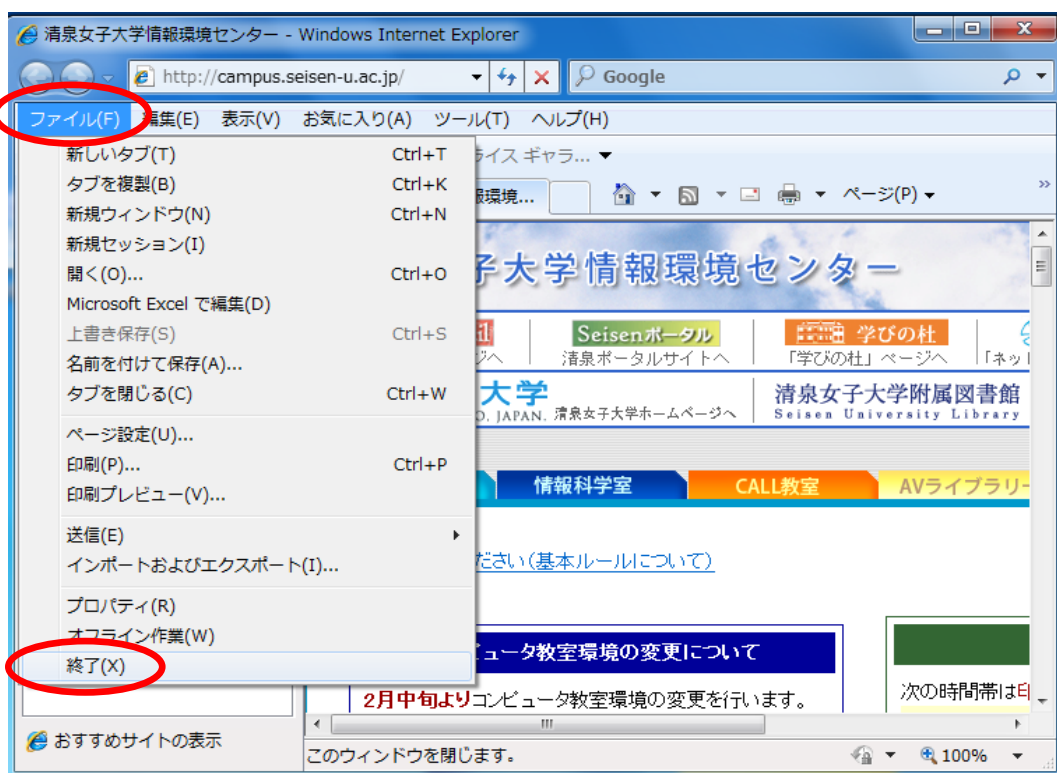 清泉女子大学情報環境センター - Windows Internet Explorer
http://campus.seisen-u.ac.jp/
Google
ファイル(F) 編集(E) 表示(V) お気に入り(A) ツール(T) ヘルプ(H)
新しいタブ(T) Ctrl+T
タブを複製(B) Ctrl+K
新規ウィンドウ(N) Ctrl+N
新規セッション(I)
開く(O)... Ctrl+O
Microsoft Excel で編集(D)
上書き保存(S) Ctrl+S
名前を付けて保存(A)...
タブを閉じる(C) Ctrl+W
ページ設定(U)...
印刷(P)... Ctrl+P
印刷プレビュー(V)...
送信(E)
インポートおよびエクスポート(I)...
プロパティ(R)
オフライン作業(W)
終了(X)
ライス ギャラ...
環境...
ページ(P)
子大学情報環境センター
il
Seisenポータル
学びの杜
ジへ
清泉ポータルサイトへ
「学びの杜」ページへ
「ネッ
大学
O, JAPAN. 清泉女子大学ホームページへ
清泉女子大学附属図書館
Seisen University Library
情報科学室
CALL教室
AVライブラリー
ださい(基本ルールについて)
ュータ教室環境の変更について
2月中旬よりコンピュータ教室環境の変更を行います。
次の時間帯は印
おすすめサイトの表示
このウィンドウを閉じます。
100%